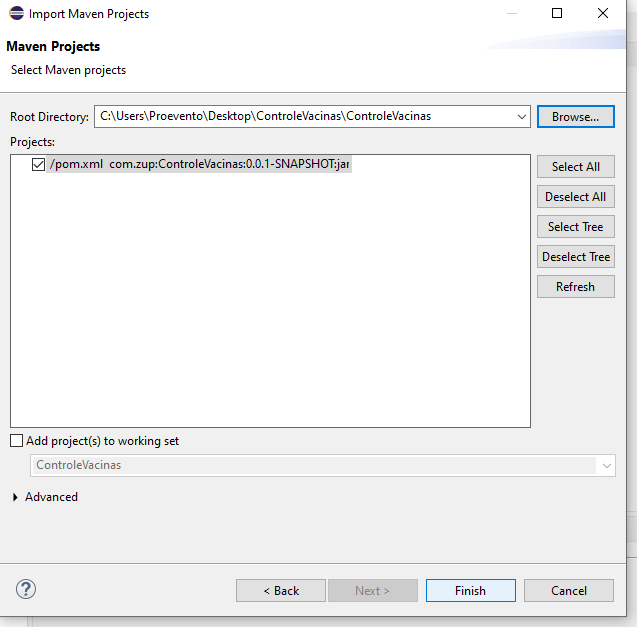 Import Maven Projects
Maven Projects
Select Maven projects
Root Directory: C:\Users\Proevento\Desktop\ControleVacinas\ControleVacinas Browse...
Projects:
/pom.xml com.zup:ControleVacinas:0.0.1-SNAPSHOT:jar
Select All
Deselect All
Select Tree
Deselect Tree
Refresh
Add project(s) to working set
ControleVacinas
Advanced
? < Back Next > Finish Cancel